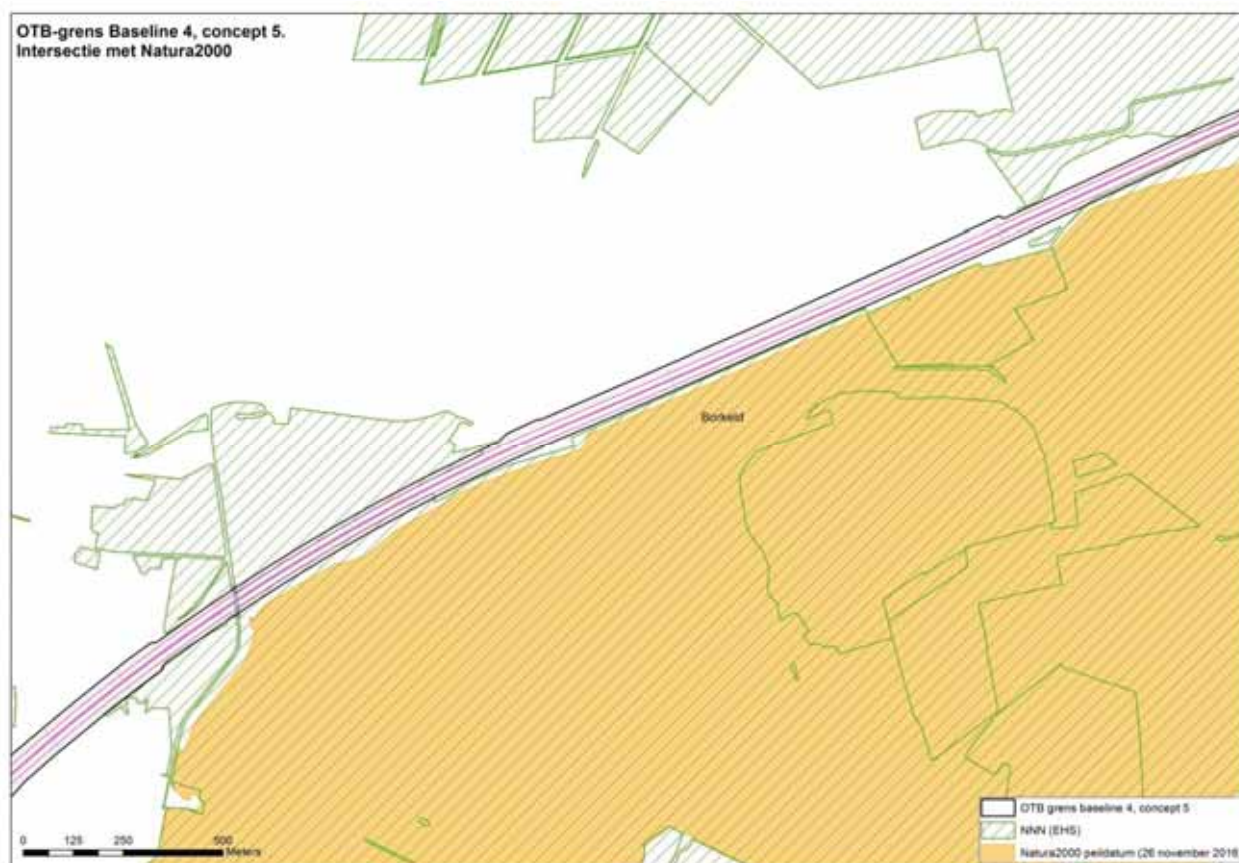 OTB-grens Baseline 4, concept 5.
Intersectie met Natura2000
Borkeld
OTB grens baseline 4, concept 5
NNN (EHS)
Natura2000 peildatum (26 november 2016
0 125 250 500
Meters